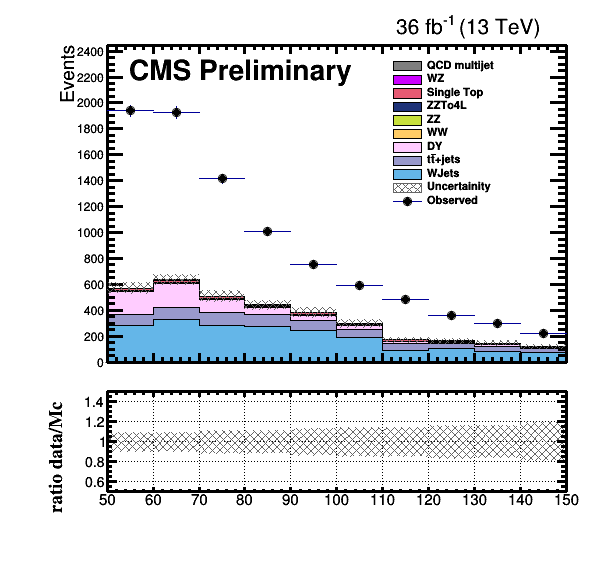 36 fb-1 (13 TeV)
Events
CMS Preliminary
2400
2200
2000
1800
1600
1400
1200
1000
800
600
400
200
0
QCD multijet
WZ
Single Top
ZZTo4L
ZZ
WW
DY
tt̄+jets
WJets
Uncertainity
Observed
ratio data/Mc
1.4
1.2
1
0.8
0.6
50 60 70 80 90 100 110 120 130 140 150